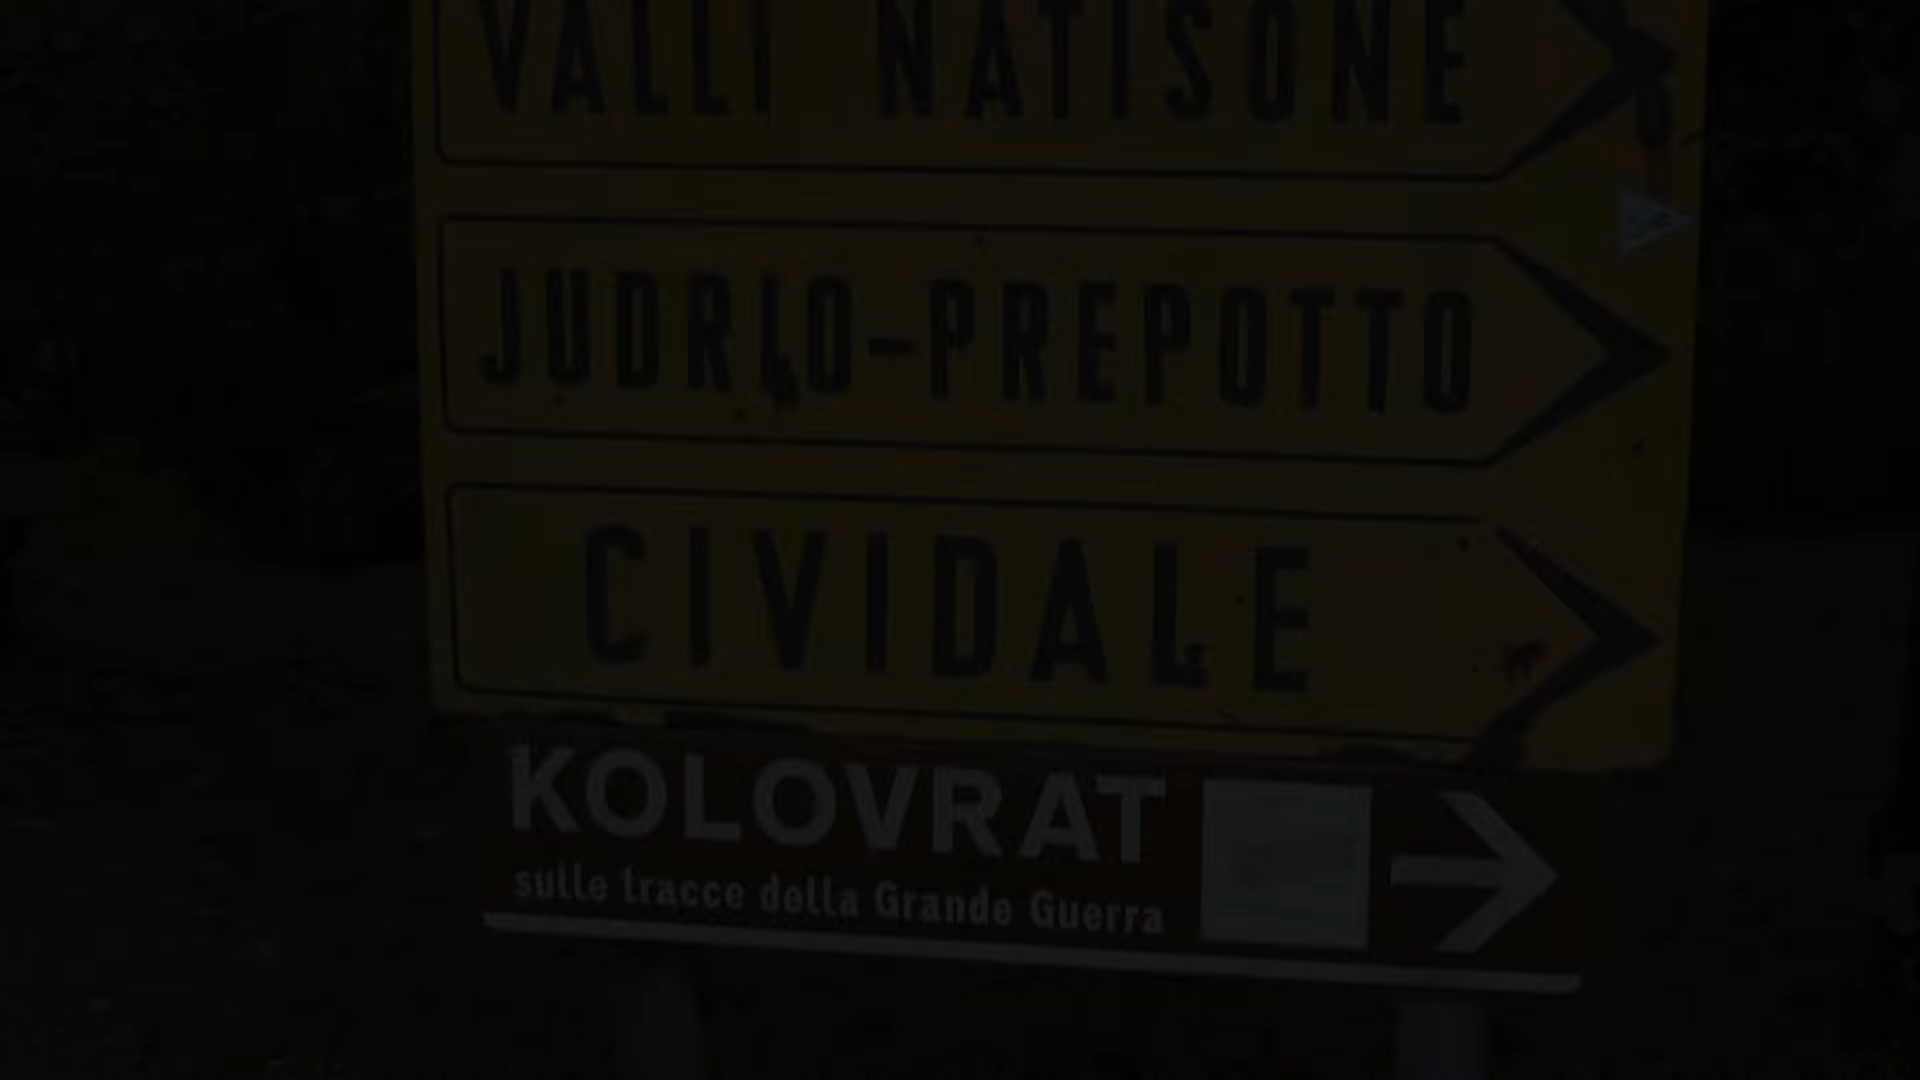 VALLI NATISONE
JUDRIO-PREPOTTO
CIVIDALE
KOLOVRAT
sulle tracce della Grande Guerra